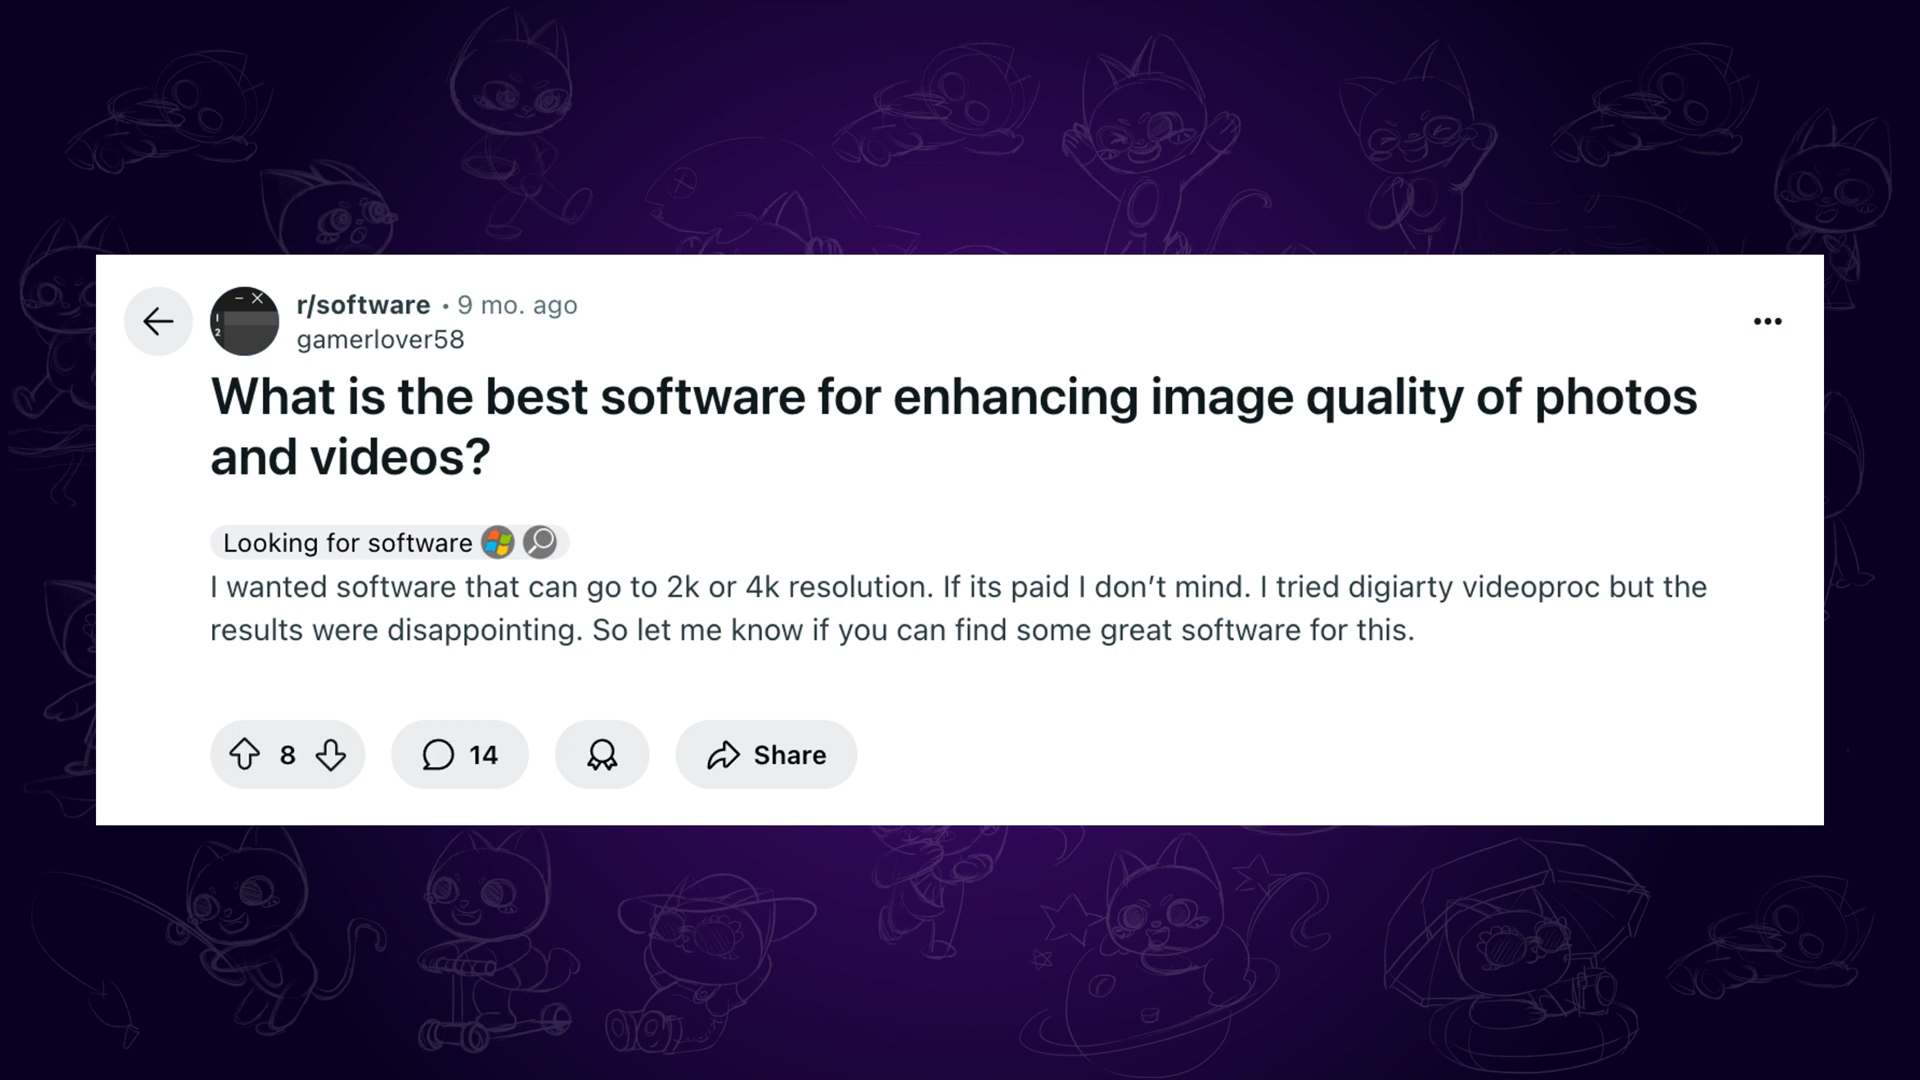 r/software • 9 mo. ago
gamerlover58
What is the best software for enhancing image quality of photos
and videos?
Looking for software
I wanted software that can go to 2k or 4k resolution. If its paid I don’t mind. I tried digiarty videoproc but the
results were disappointing. So let me know if you can find some great software for this.
8 14 Share